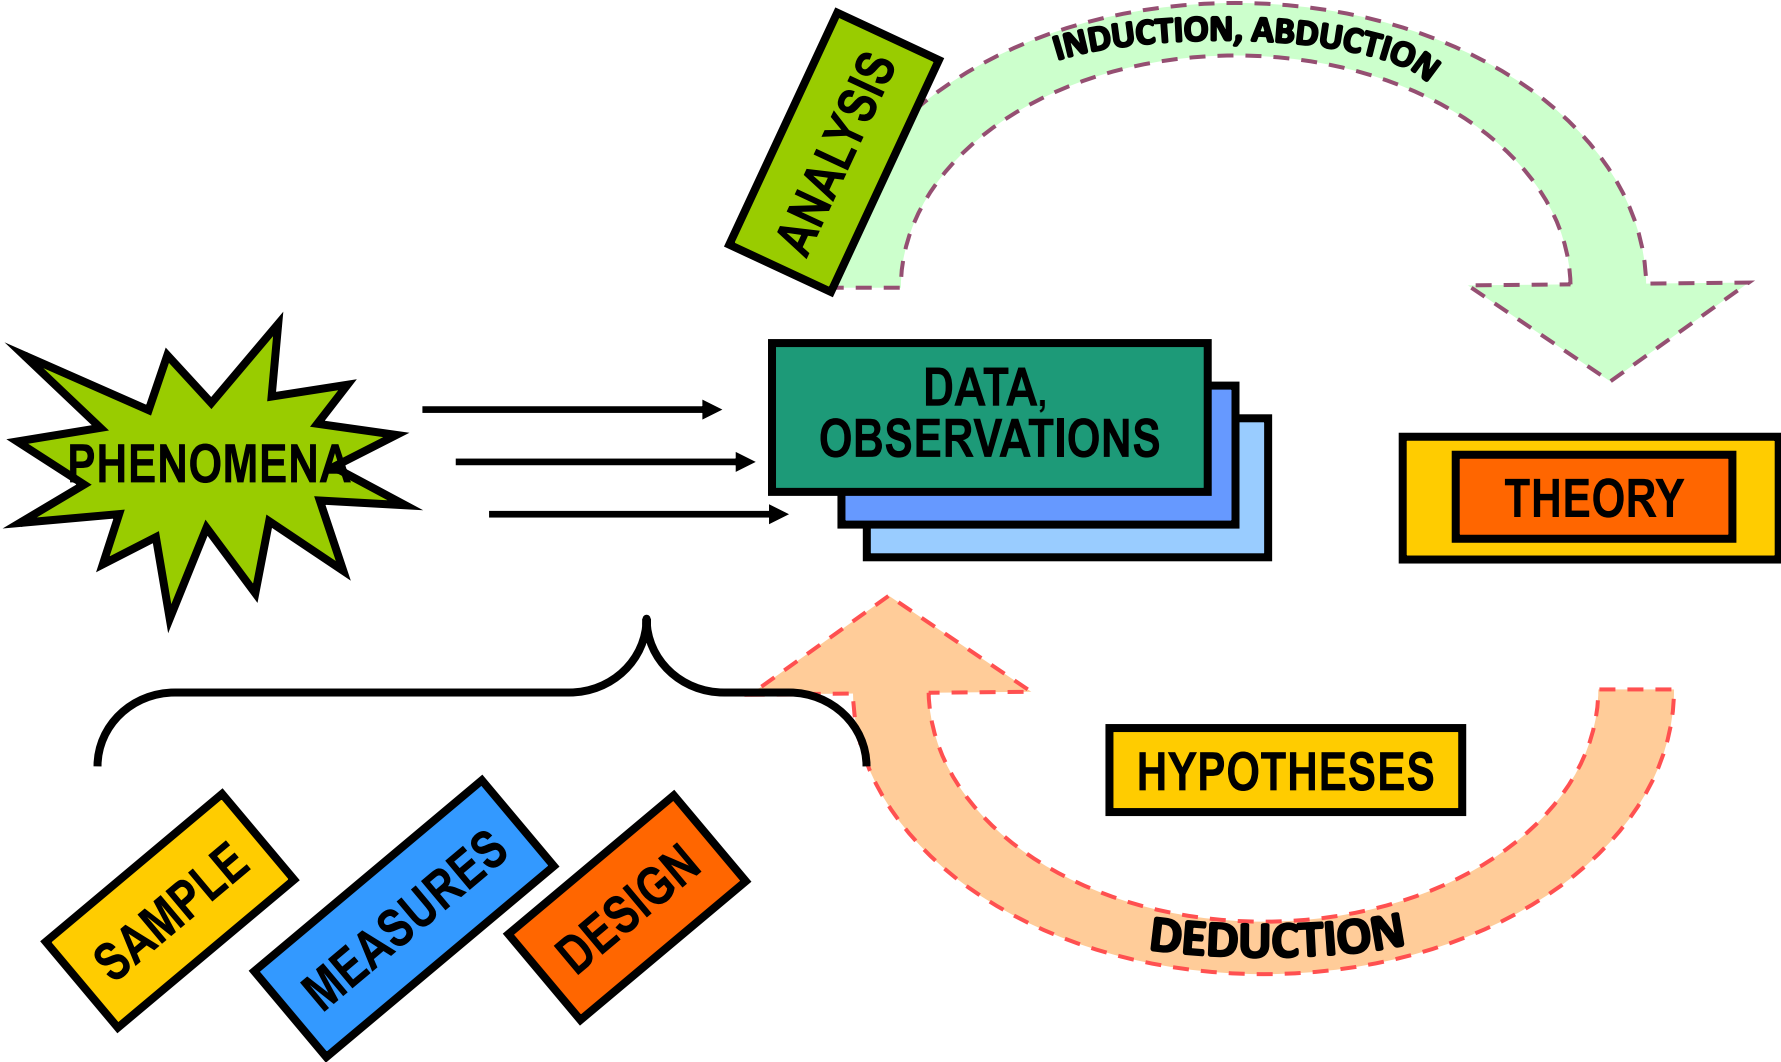 INDUCTION, ABDUCTION
ANALYSIS
PHENOMENA
DATA,
OBSERVATIONS
THEORY
HYPOTHESES
SAMPLE
MEASURES
DESIGN
DEDUCTION